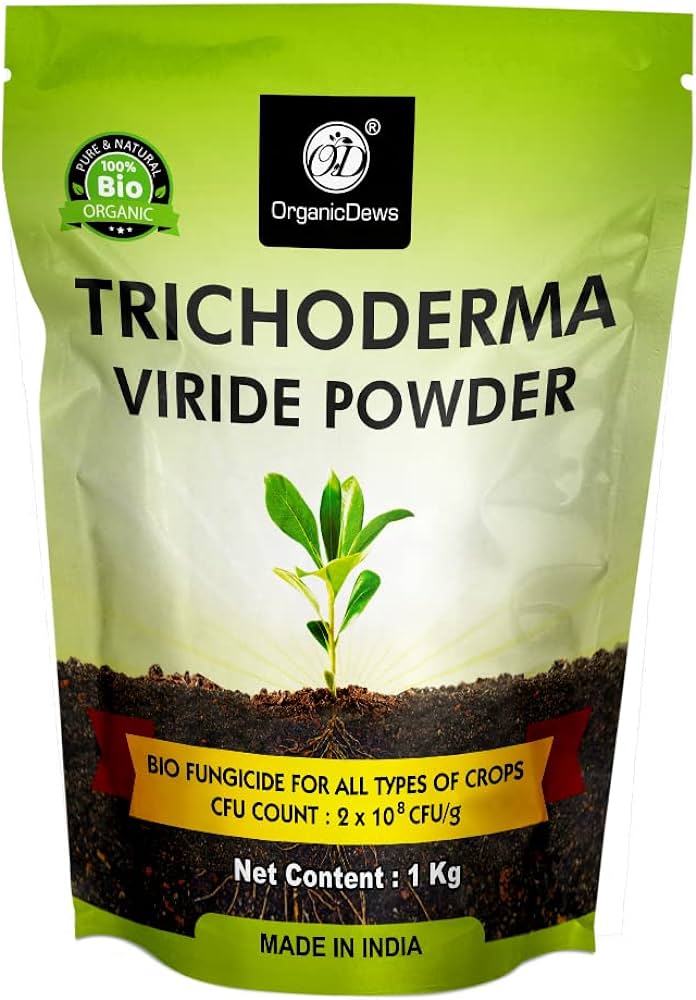 PURE & NATURAL
100%
Bio
ORGANIC
OD
®
OrganicDews
TRICHODERMA
VIRIDE POWDER
BIO FUNGICIDE FOR ALL TYPES OF CROPS
CFU COUNT : 2 x 10⁸ CFU/g
Net Content : 1 Kg
MADE IN INDIA